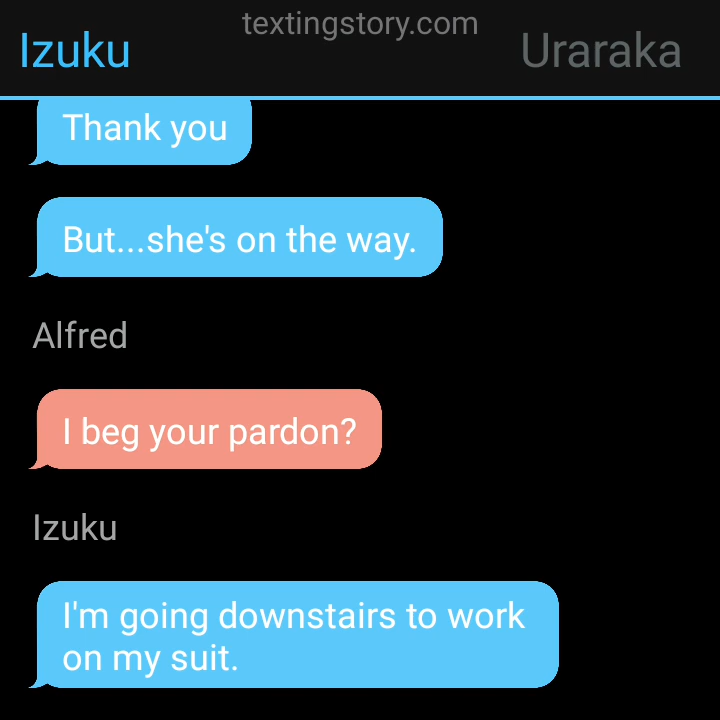 textingstory.com
Izuku
Uraraka
Thank you
But...she's on the way.
Alfred
I beg your pardon?
Izuku
I'm going downstairs to work
on my suit.